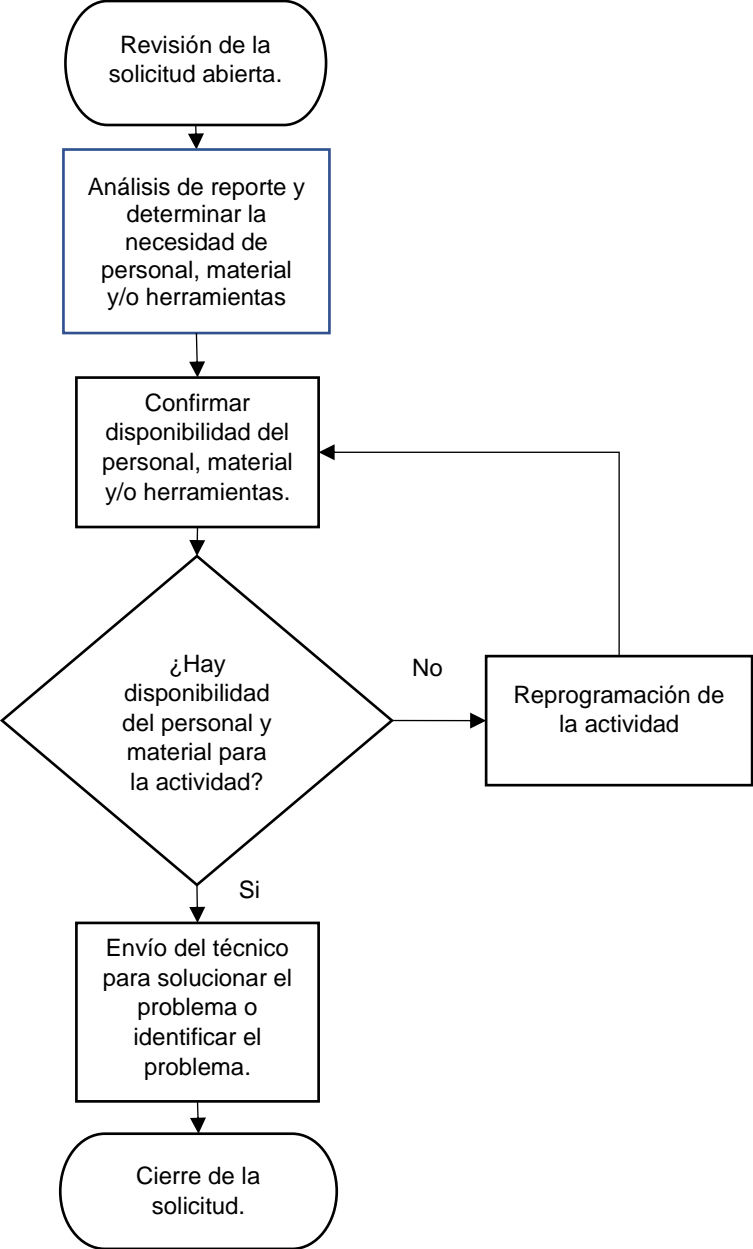 Revisión de la
solicitud abierta.
Análisis de reporte y
determinar la
necesidad de
personal, material
y/o herramientas
Confirmar
disponibilidad del
personal, material
y/o herramientas.
¿Hay
disponibilidad
del personal y
material para
la actividad?
No
Reprogramación de
la actividad
Si
Envío del técnico
para solucionar el
problema o
identificar el
problema.
Cierre de la
solicitud.